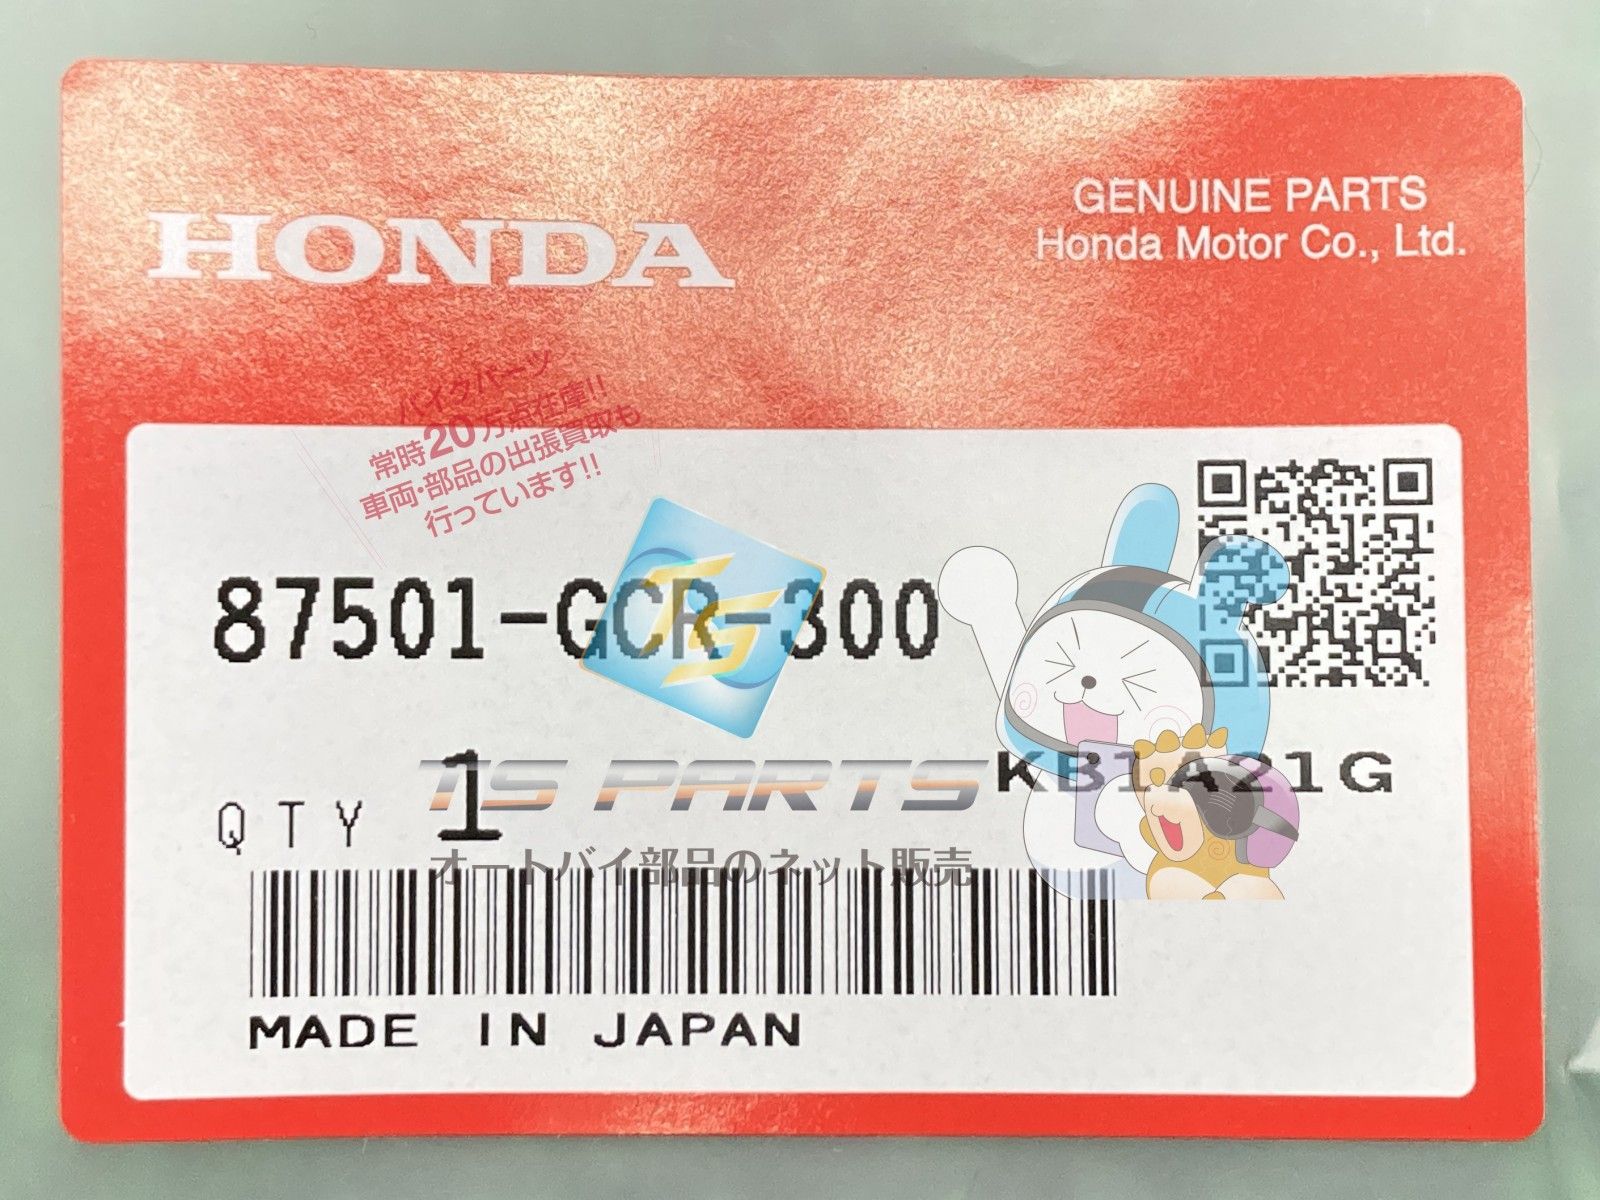 HONDA
GENUINE PARTS
Honda Motor Co., Ltd.
バイクパーツ
常時20万点在庫!!
車両・部品の出張買取も
行っています!!
87501-GCR-300
TS
TS PARTS
KB1A21G
QTY 1
オートバイ部品のネット販売
MADE IN JAPAN